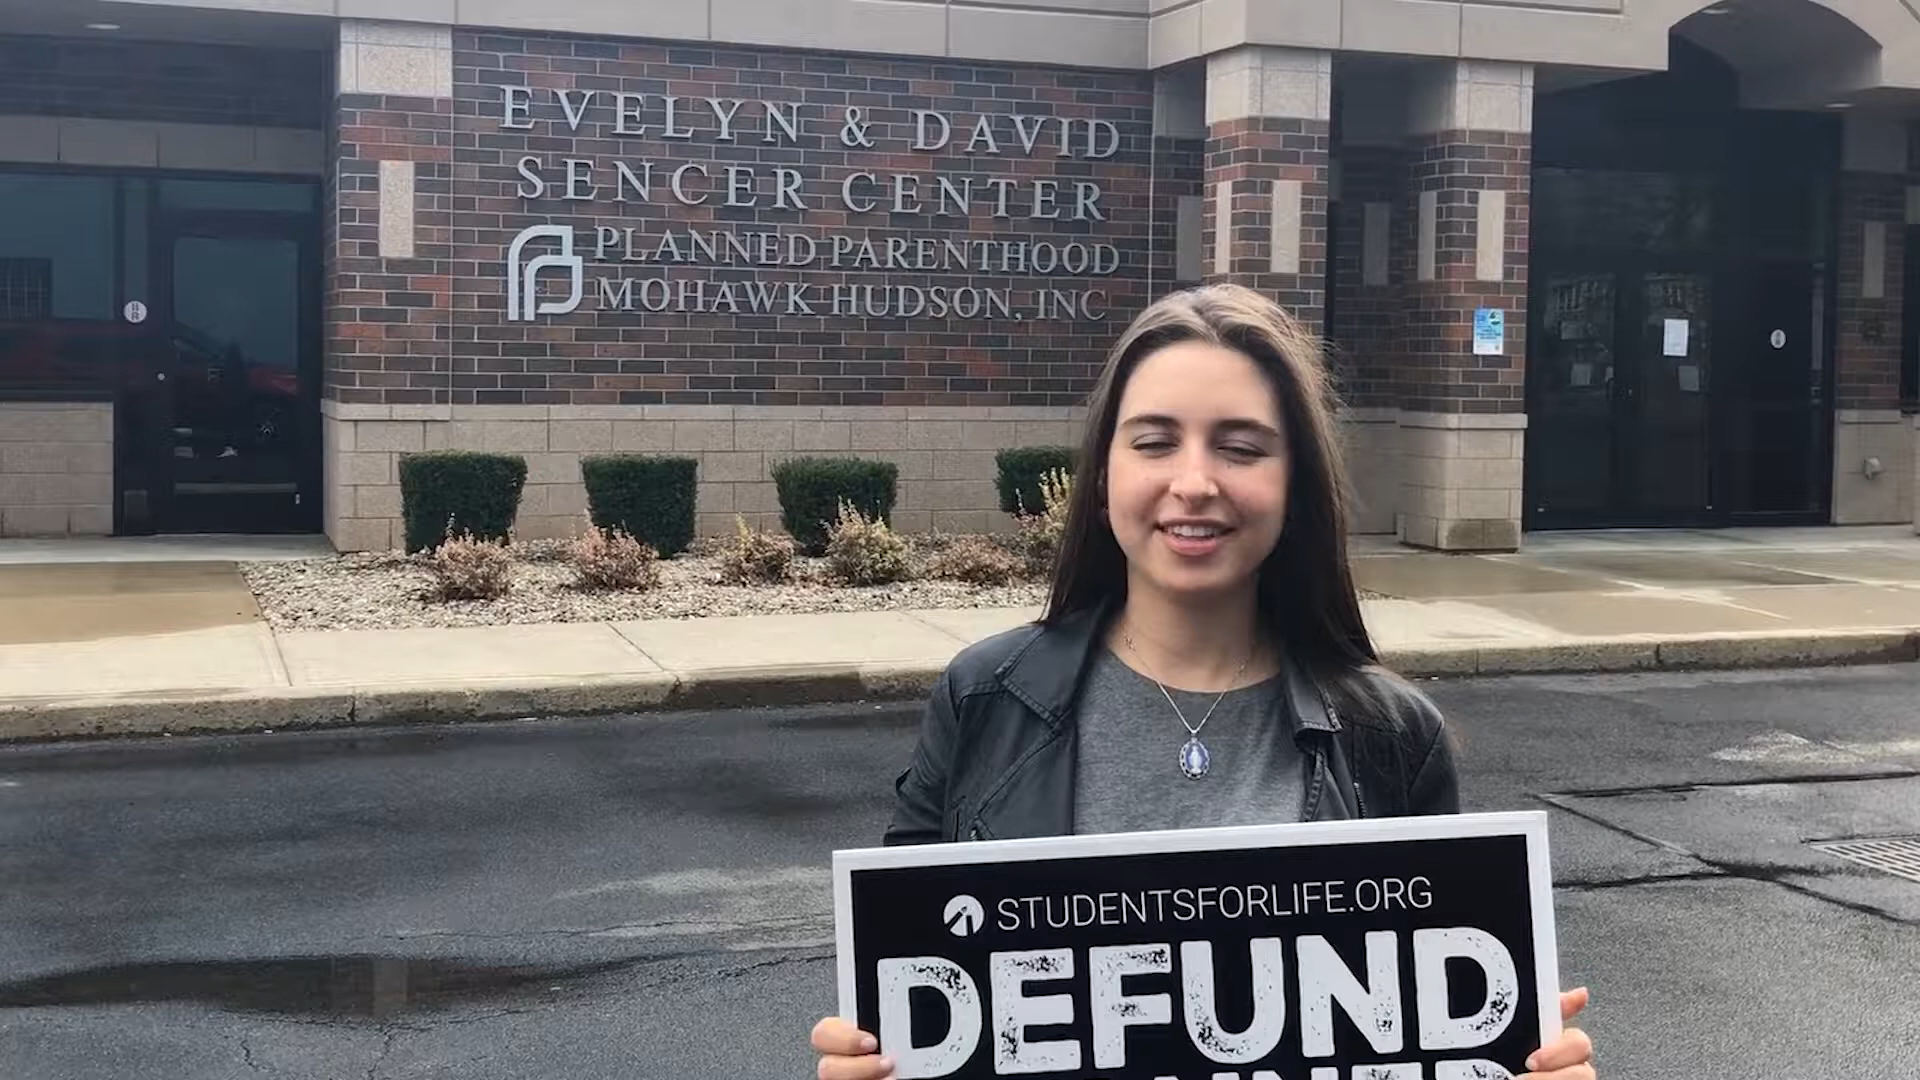 EVELYN & DAVID
SENCER CENTER
PLANNED PARENTHOOD
MOHAWK HUDSON, INC
STUDENTSFORLIFE.ORG
DEFUND